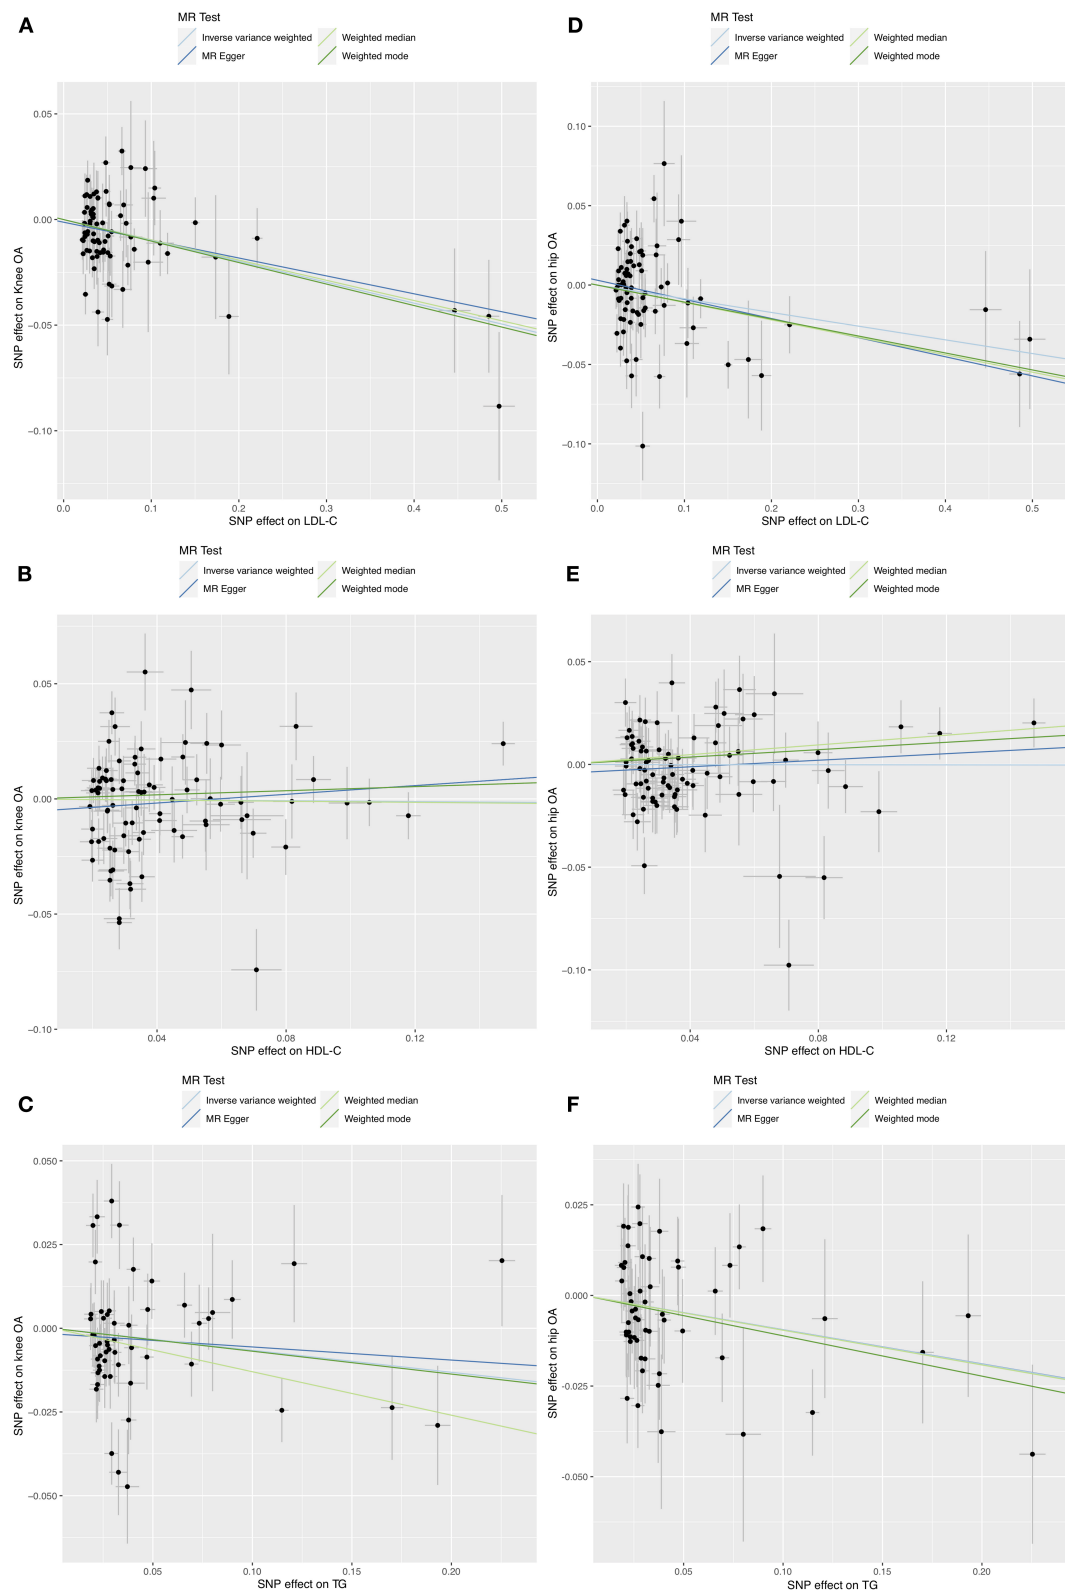 A
MR Test
Inverse variance weighted
Weighted median
MR Egger
Weighted mode
SNP effect on Knee OA
0.05
0.00
−0.05
−0.10
0.0
0.1
0.2
0.3
0.4
0.5
SNP effect on LDL-C
D
MR Test
Inverse variance weighted
Weighted median
MR Egger
Weighted mode
SNP effect on hip OA
0.10
0.05
0.00
−0.05
−0.10
0.0
0.1
0.2
0.3
0.4
0.5
SNP effect on LDL-C
B
MR Test
Inverse variance weighted
Weighted median
MR Egger
Weighted mode
SNP effect on knee OA
0.05
0.00
−0.05
−0.10
0.04
0.08
0.12
SNP effect on HDL-C
E
MR Test
Inverse variance weighted
Weighted median
MR Egger
Weighted mode
SNP effect on hip OA
0.05
0.00
−0.05
−0.10
0.04
0.08
0.12
SNP effect on HDL-C
C
MR Test
Inverse variance weighted
Weighted median
MR Egger
Weighted mode
SNP effect on knee OA
0.050
0.025
0.000
−0.025
−0.050
0.05
0.10
0.15
0.20
SNP effect on TG
F
MR Test
Inverse variance weighted
Weighted median
MR Egger
Weighted mode
SNP effect on hip OA
0.025
0.000
−0.025
−0.050
0.05
0.10
0.15
0.20
SNP effect on TG